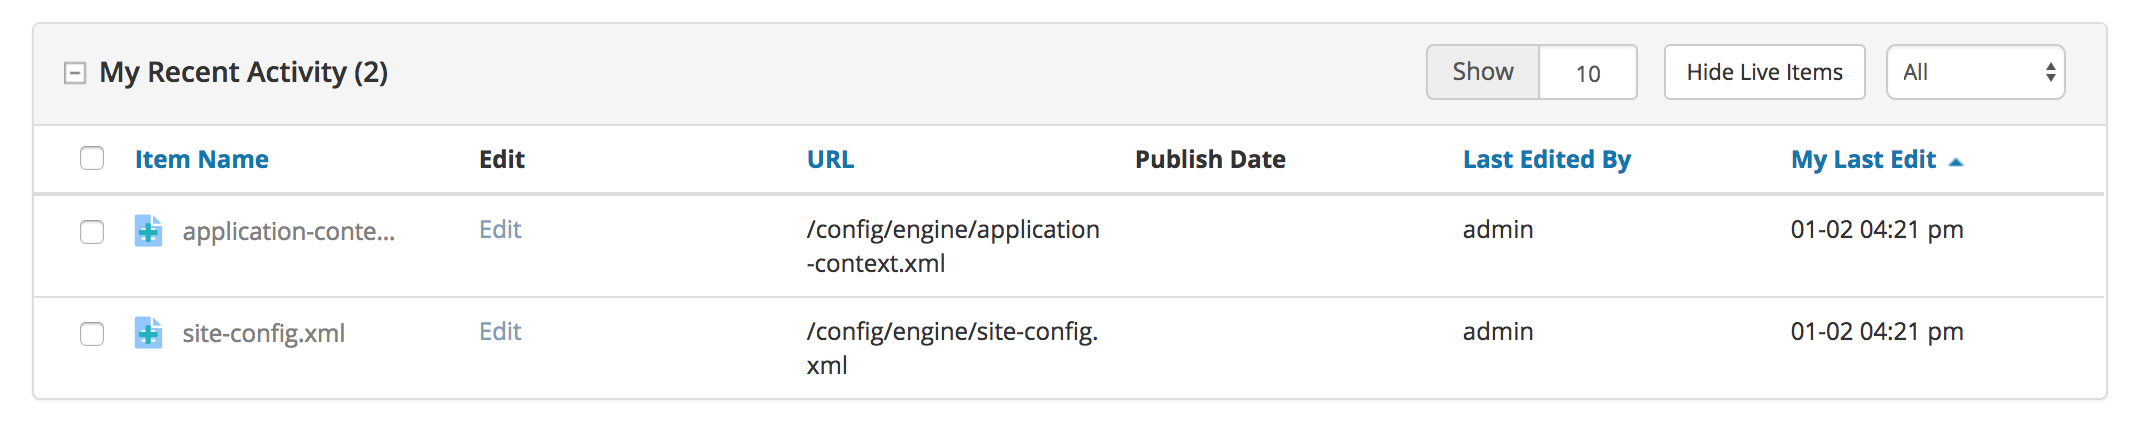 My Recent Activity (2) Show 10 Hide Live Items All
Item Name Edit URL Publish Date Last Edited By My Last Edit
application-conte... Edit /config/engine/application admin 01-02 04:21 pm
-context.xml
site-config.xml Edit /config/engine/site-config. admin 01-02 04:21 pm
xml